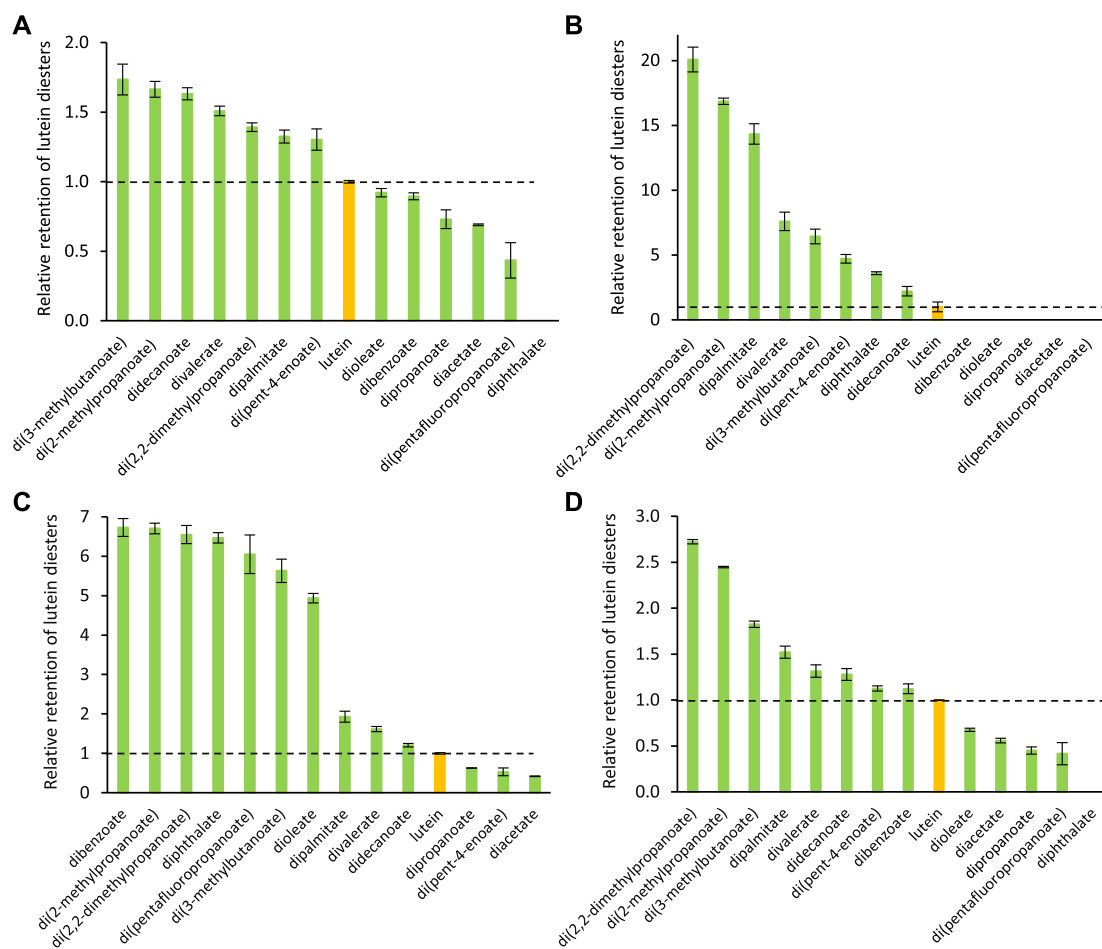 A
Relative retention of lutein diesters
2.0
1.5
1.0
0.5
0.0
di(3-methylbutanoate)
di(2-methylpropanoate)
didecanoate
divalerate
di(2,2-dimethylpropanoate)
dipalmitate
di(pent-4-enoate)
lutein
dioleate
dibenzoate
dipropanoate
diacetate
di(pentafluoropropanoate)
diphthalate
B
Relative retention of lutein diesters
20
15
10
5
0
di(2,2-dimethylpropanoate)
di(2-methylpropanoate)
dipalmitate
divalerate
di(3-methylbutanoate)
di(pent-4-enoate)
diphthalate
didecanoate
lutein
dibenzoate
dioleate
dipropanoate
diacetate
di(pentafluoropropanoate)
C
Relative retention of lutein diesters
7
6
5
4
3
2
1
0
dibenzoate
di(2-methylpropanoate)
di(2,2-dimethylpropanoate)
diphthalate
di(pentafluoropropanoate)
di(3-methylbutanoate)
dioleate
dipalmitate
divalerate
didecanoate
lutein
dipropanoate
di(pent-4-enoate)
diacetate
D
Relative retention of lutein diesters
3.0
2.5
2.0
1.5
1.0
0.5
0.0
di(2,2-dimethylpropanoate)
di(2-methylpropanoate)
di(3-methylbutanoate)
dipalmitate
divalerate
didecanoate
di(pent-4-enoate)
dibenzoate
lutein
dioleate
diacetate
dipropanoate
di(pentafluoropropanoate)
diphthalate